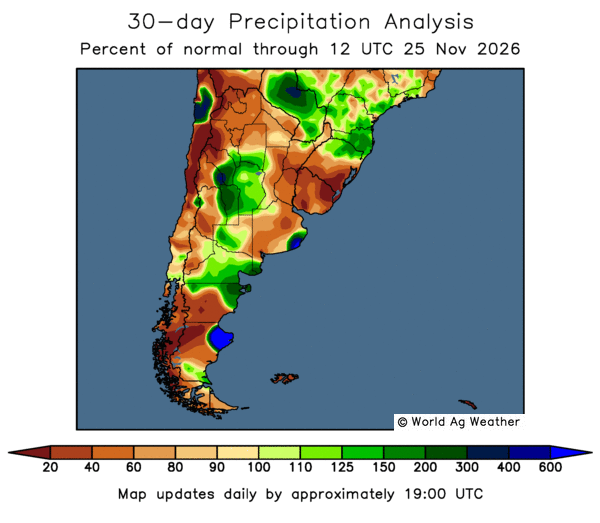 30-day Precipitation Analysis
Percent of normal through 12 UTC 25 Nov 2026
© World Ag Weather
20 40 60 80 90 100 110 125 150 200 300 400 600
Map updates daily by approximately 19:00 UTC